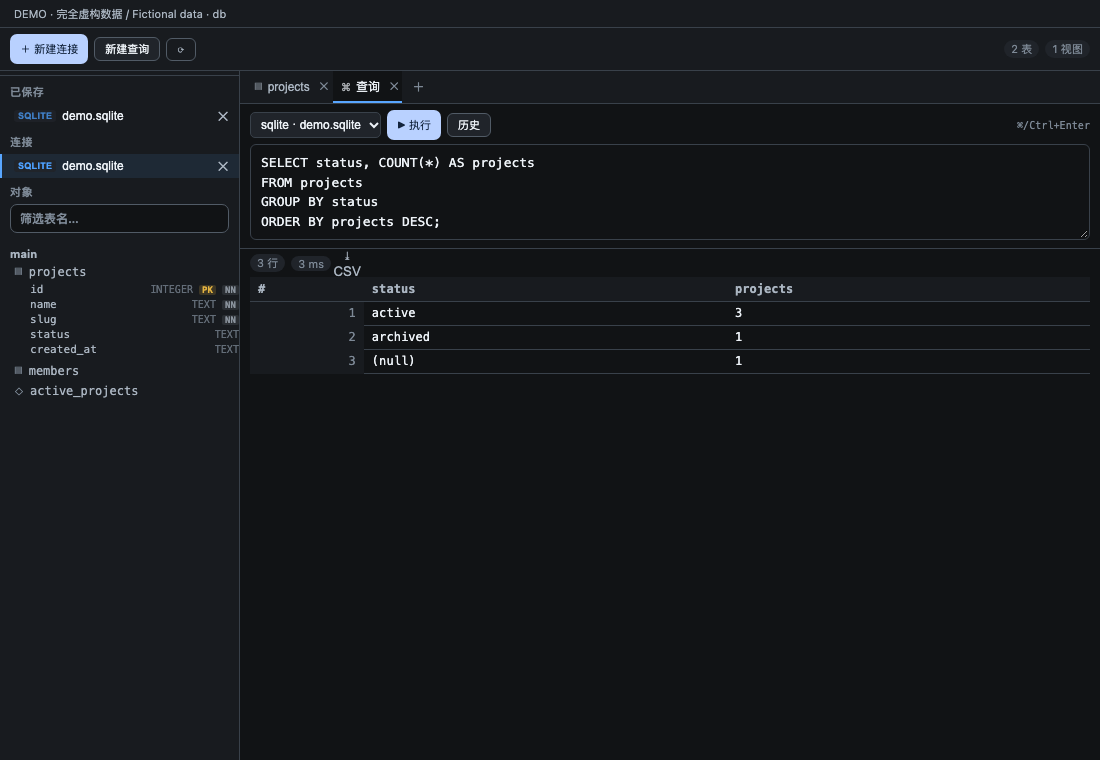 DEMO · 完全虚构数据 / Fictional data · db
+ 新建连接 新建查询 ⟳ 2 表 1 视图
已保存
SQLITE demo.sqlite ×
连接
SQLITE demo.sqlite ×
对象
筛选表名...
main
projects
id INTEGER PK NN
name TEXT NN
slug TEXT NN
status TEXT
created_at TEXT
members
◇ active_projects
projects × ⌘ 查询 × +
sqlite · demo.sqlite ▶ 执行 历史 ⌘/Ctrl+Enter
SELECT status, COUNT(*) AS projects
FROM projects
GROUP BY status
ORDER BY projects DESC;
3 行 3 ms ⤓ CSV
# status projects
1 active 3
2 archived 1
3 (null) 1